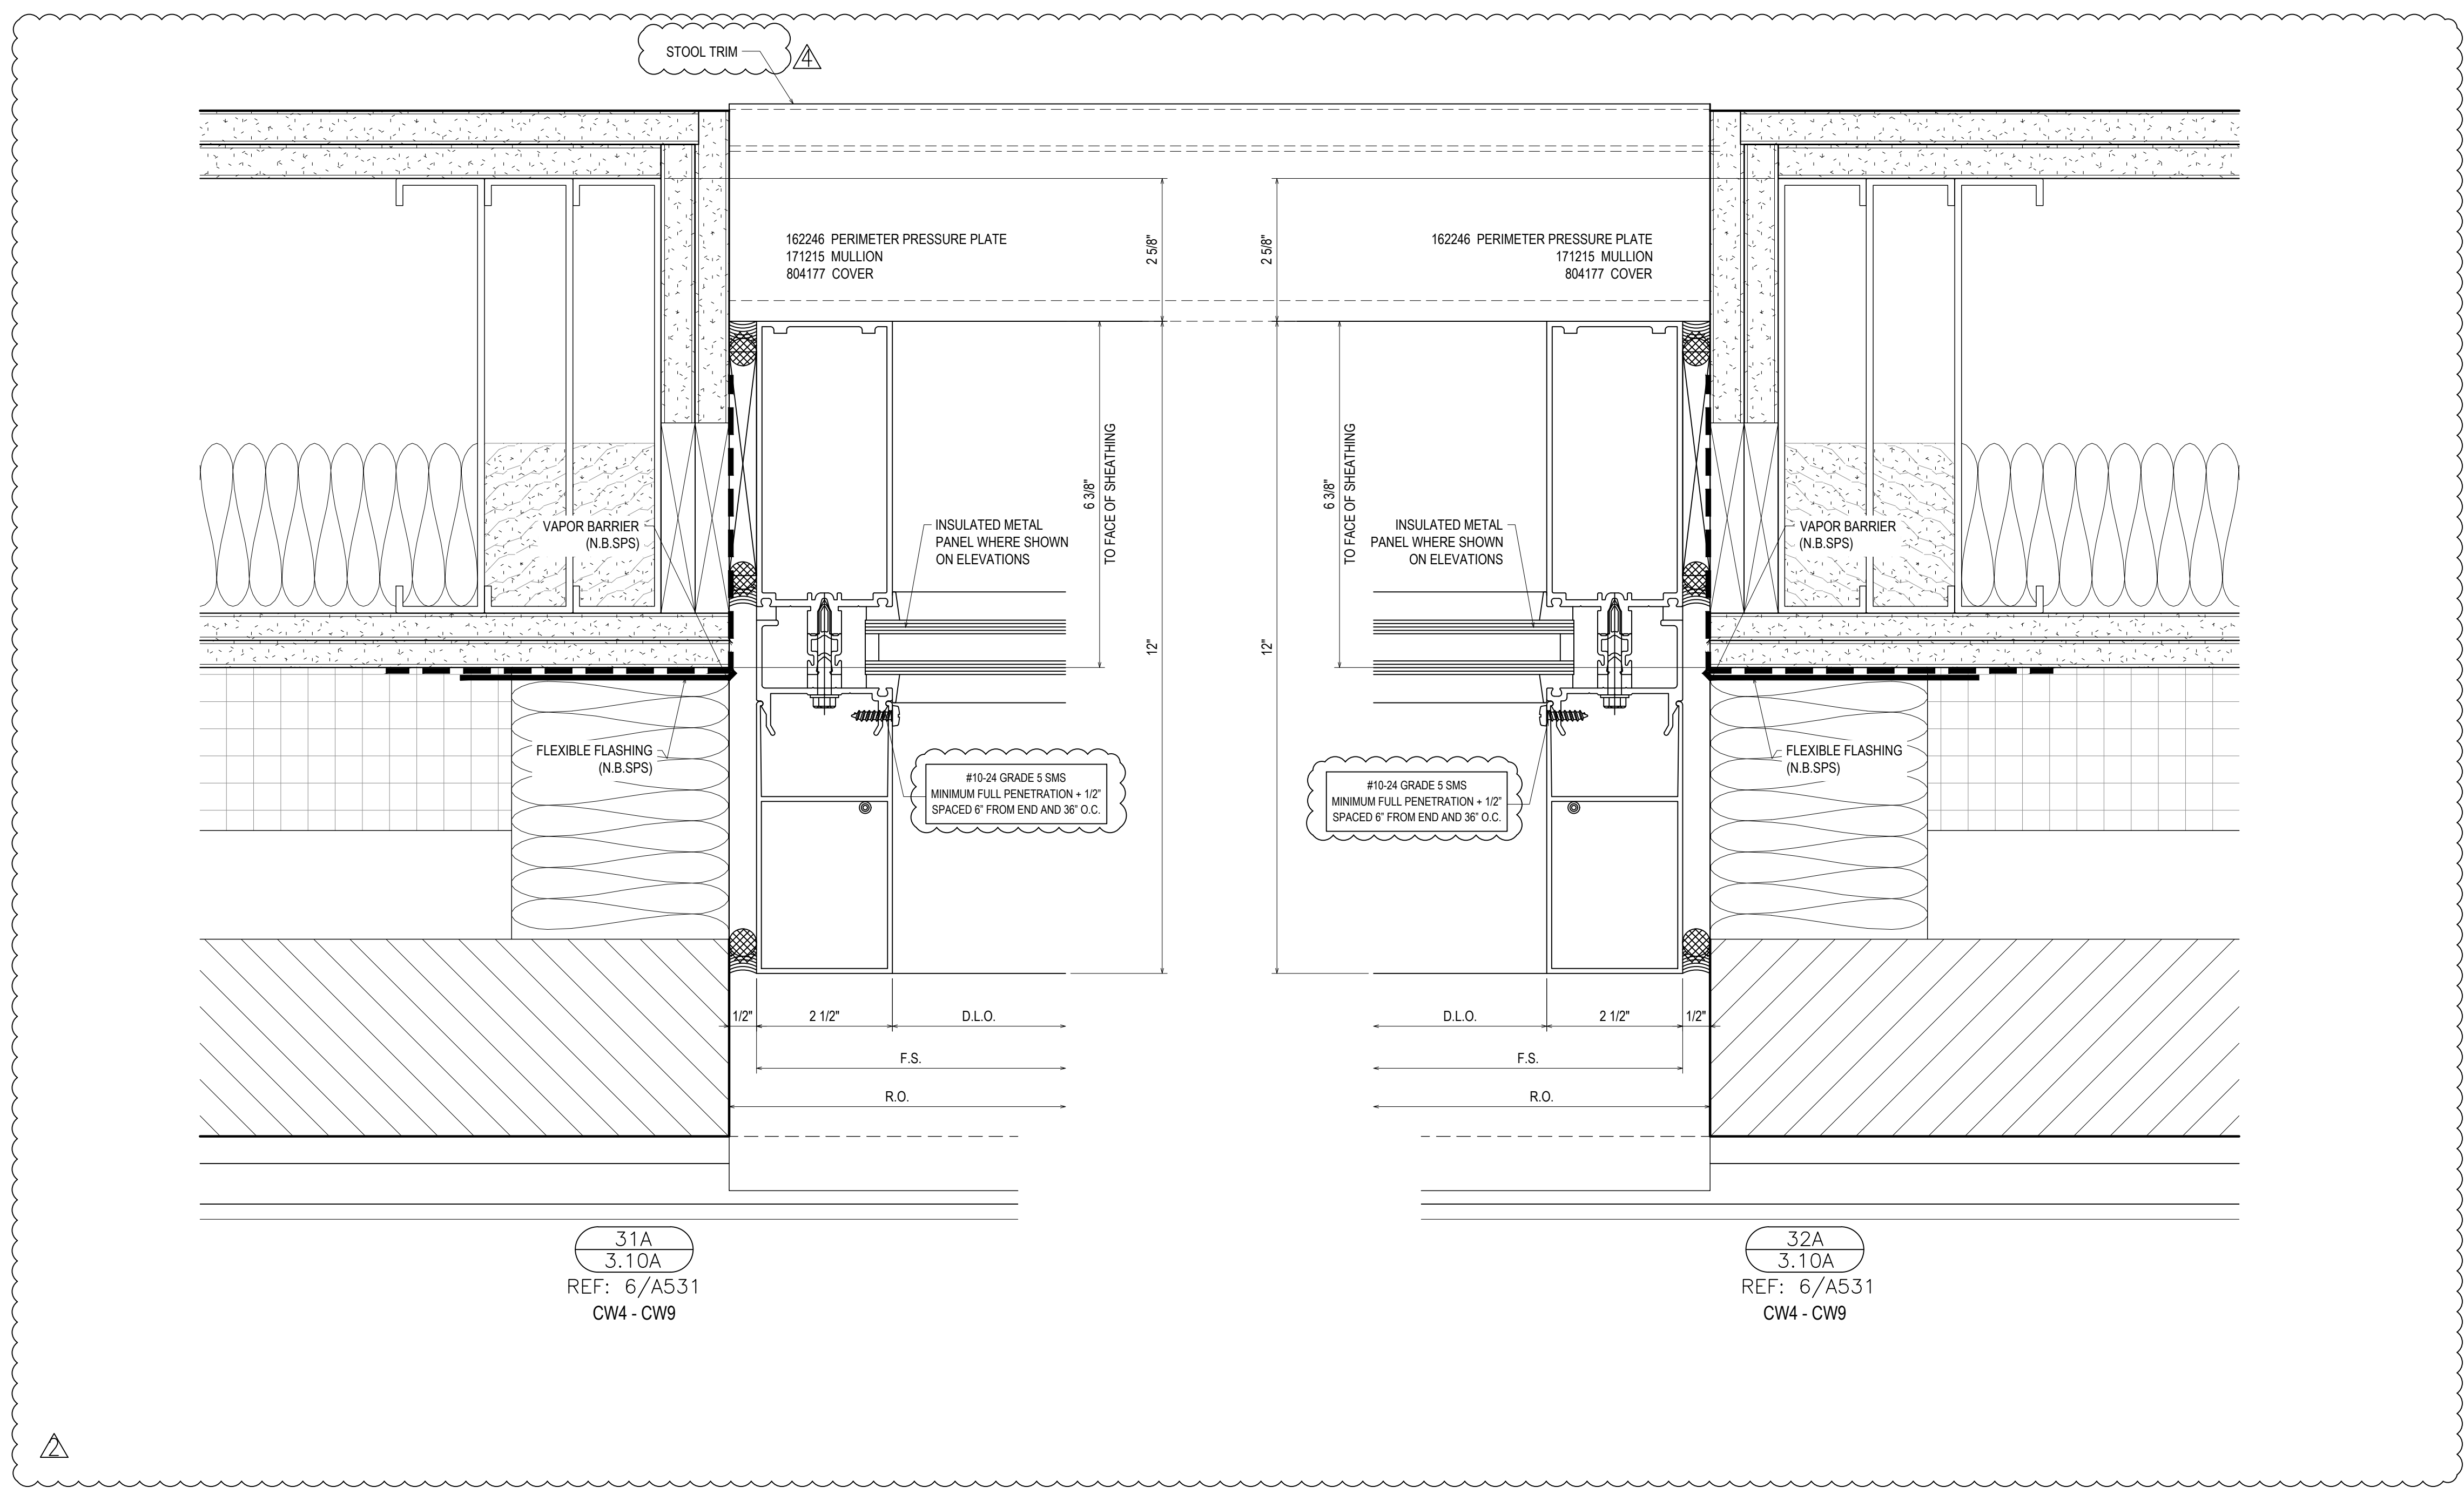 STOOL TRIM
4
162246 PERIMETER PRESSURE PLATE
171215 MULLION
804177 COVER
2 5/8"
2 5/8"
162246 PERIMETER PRESSURE PLATE
171215 MULLION
804177 COVER
VAPOR BARRIER
(N.B.SPS)
INSULATED METAL
PANEL WHERE SHOWN
ON ELEVATIONS
6 3/8"
TO FACE OF SHEATHING
12"
12"
6 3/8"
TO FACE OF SHEATHING
INSULATED METAL
PANEL WHERE SHOWN
ON ELEVATIONS
VAPOR BARRIER
(N.B.SPS)
FLEXIBLE FLASHING
(N.B.SPS)
#10-24 GRADE 5 SMS
MINIMUM FULL PENETRATION + 1/2"
SPACED 6" FROM END AND 36" O.C.
#10-24 GRADE 5 SMS
MINIMUM FULL PENETRATION + 1/2"
SPACED 6" FROM END AND 36" O.C.
FLEXIBLE FLASHING
(N.B.SPS)
1/2"
2 1/2"
D.L.O.
F.S.
R.O.
D.L.O.
2 1/2"
1/2"
F.S.
R.O.
31A
3.10A
REF: 6/A531
CW4 - CW9
32A
3.10A
REF: 6/A531
CW4 - CW9
2